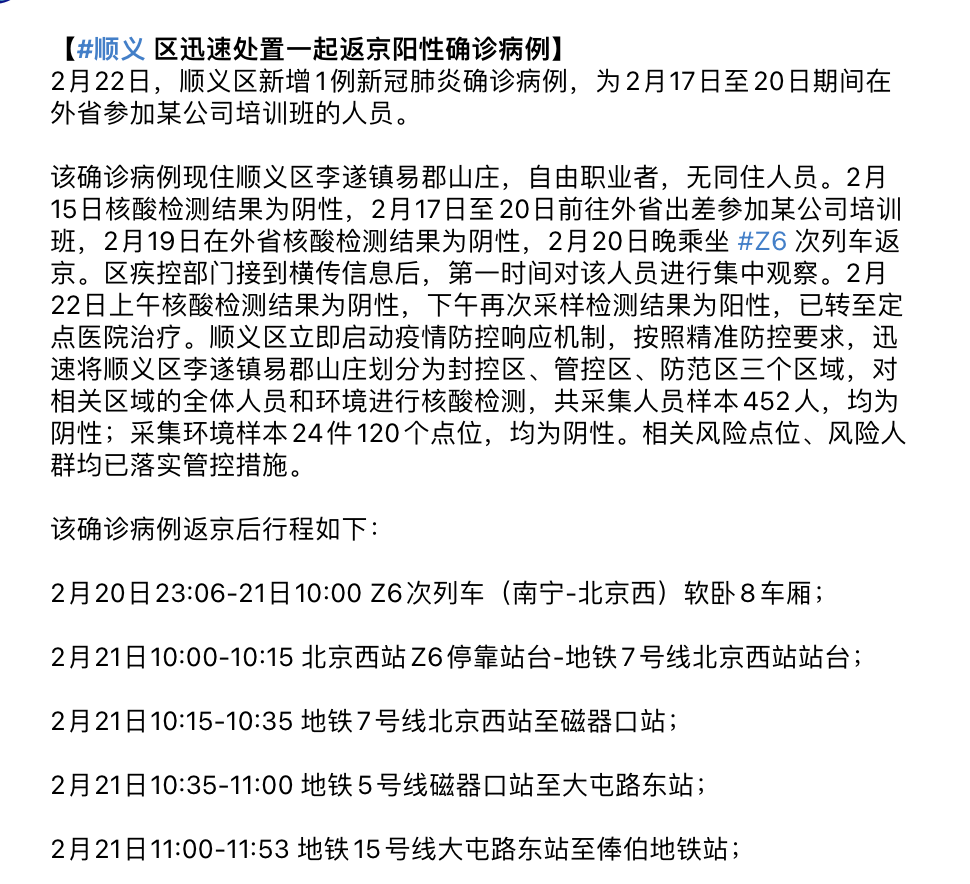 【#顺义 区迅速处置一起返京阳性确诊病例】
2月22日，顺义区新增1例新冠肺炎确诊病例，为2月17日至20日期间在
外省参加某公司培训班的人员。
该确诊病例现住顺义区李遂镇易郡山庄，自由职业者，无同住人员。2月
15日核酸检测结果为阴性，2月17日至20日前往外省出差参加某公司培训
班，2月19日在外省核酸检测结果为阴性，2月20日晚乘坐 #Z6 次列车返
京。区疾控部门接到横传信息后，第一时间对该人员进行集中观察。2月
22日上午核酸检测结果为阴性，下午再次采样检测结果为阳性，已转至定
点医院治疗。顺义区立即启动疫情防控响应机制，按照精准防控要求，迅
速将顺义区李遂镇易郡山庄划分为封控区、管控区、防范区三个区域，对
相关区域的全体人员和环境进行核酸检测，共采集人员样本452人，均为
阴性；采集环境样本24件120个点位，均为阴性。相关风险点位、风险人
群均已落实管控措施。
该确诊病例返京后行程如下：
2月20日23:06-21日10:00 Z6次列车（南宁-北京西）软卧8车厢；
2月21日10:00-10:15 北京西站Z6停靠站台-地铁7号线北京西站站台；
2月21日10:15-10:35 地铁7号线北京西站至磁器口站；
2月21日10:35-11:00 地铁5号线磁器口站至大屯路东站；
2月21日11:00-11:53 地铁15号线大屯路东站至俸伯地铁站；